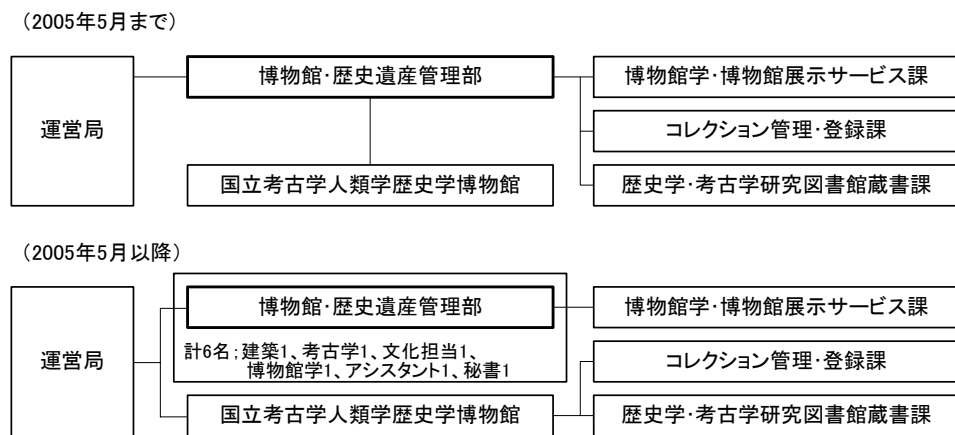 （2005年5月まで）
運営局
博物館・歴史遺産管理部
国立考古学人類学歴史学博物館
博物館学・博物館展示サービス課
コレクション管理・登録課
歴史学・考古学研究図書館蔵書課
（2005年5月以降）
運営局
博物館・歴史遺産管理部
計6名；建築1、考古学1、文化担当1、
博物館学1、アシスタント1、秘書1
国立考古学人類学歴史学博物館
博物館学・博物館展示サービス課
コレクション管理・登録課
歴史学・考古学研究図書館蔵書課